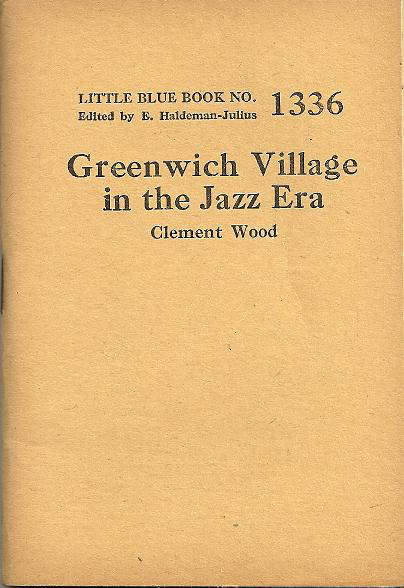 LITTLE BLUE BOOK NO. 1336
Edited by E. Haldeman-Julius
Greenwich Village
in the Jazz Era
Clement Wood